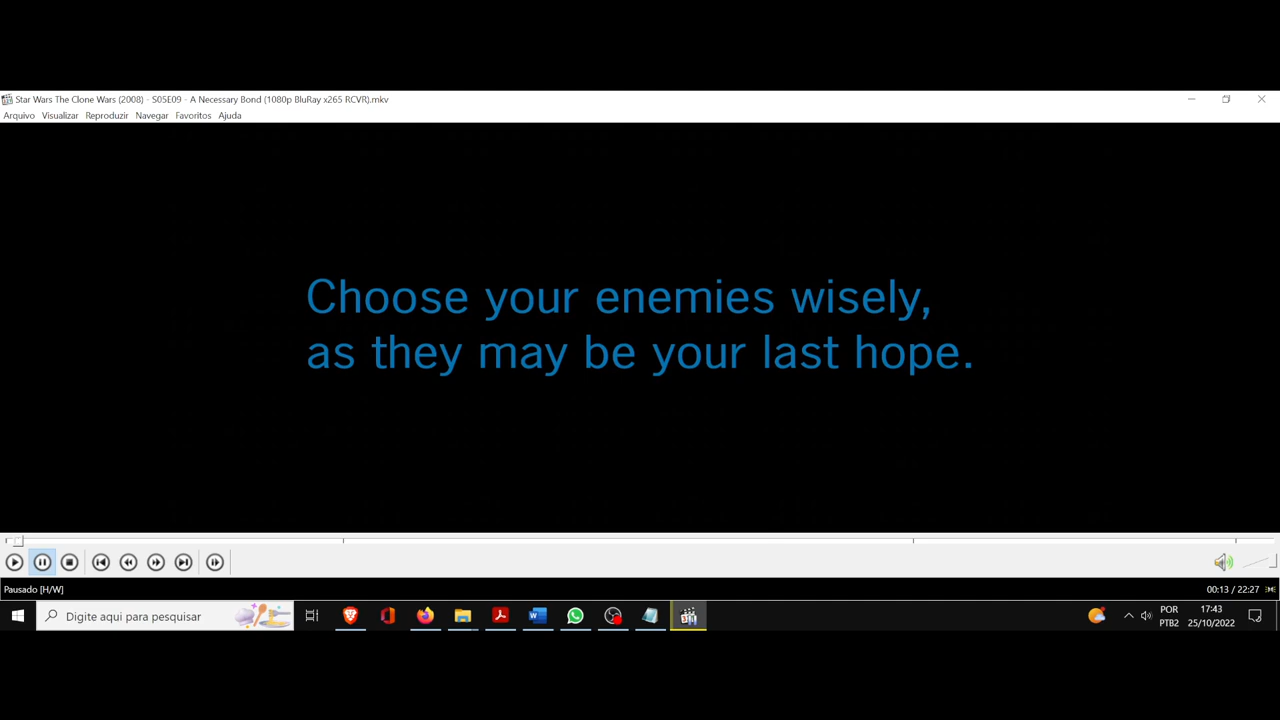 Star Wars The Clone Wars (2008) - S05E09 - A Necessary Bond (1080p BluRay x265 RCVR).mkv
Arquivo Visualizar Reproduzir Navegar Favoritos Ajuda
Choose your enemies wisely,
as they may be your last hope.
Pausado [H/W]
00:13 / 22:27
Digite aqui para pesquisar
POR
PTB2
17:43
25/10/2022